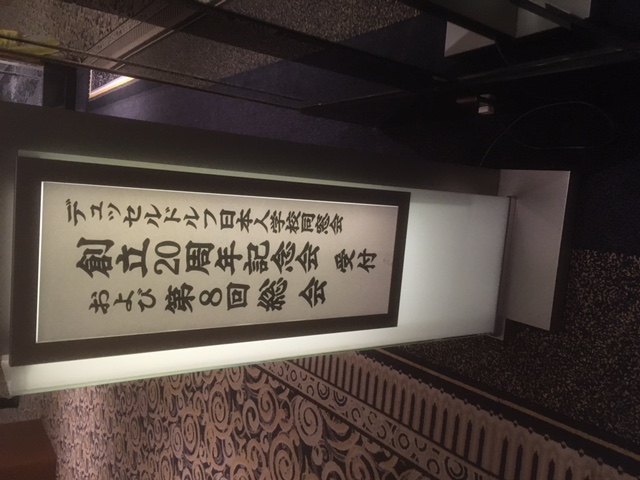 デュッセルドルフ日本人学校同窓会
創立20周年記念会
および第8回総会
受付